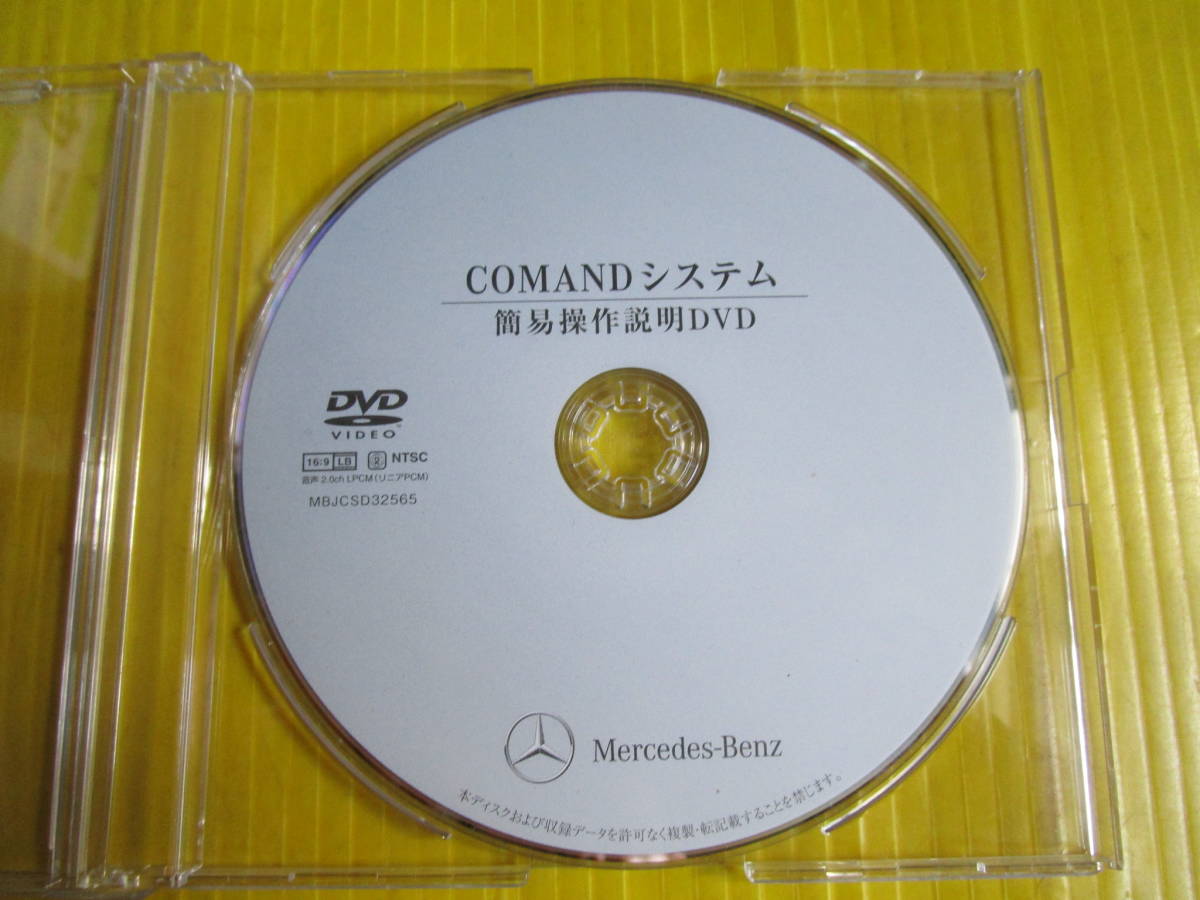 COMANDシステム
簡易操作説明DVD
DVD
VIDEO
16:9 LB 2 NTSC
音声 2.0ch LPCM(リニアPCM)
MBJCSD32565
Mercedes-Benz
本ディスクおよび収録データを許可なく複製・転記載することを禁じます。